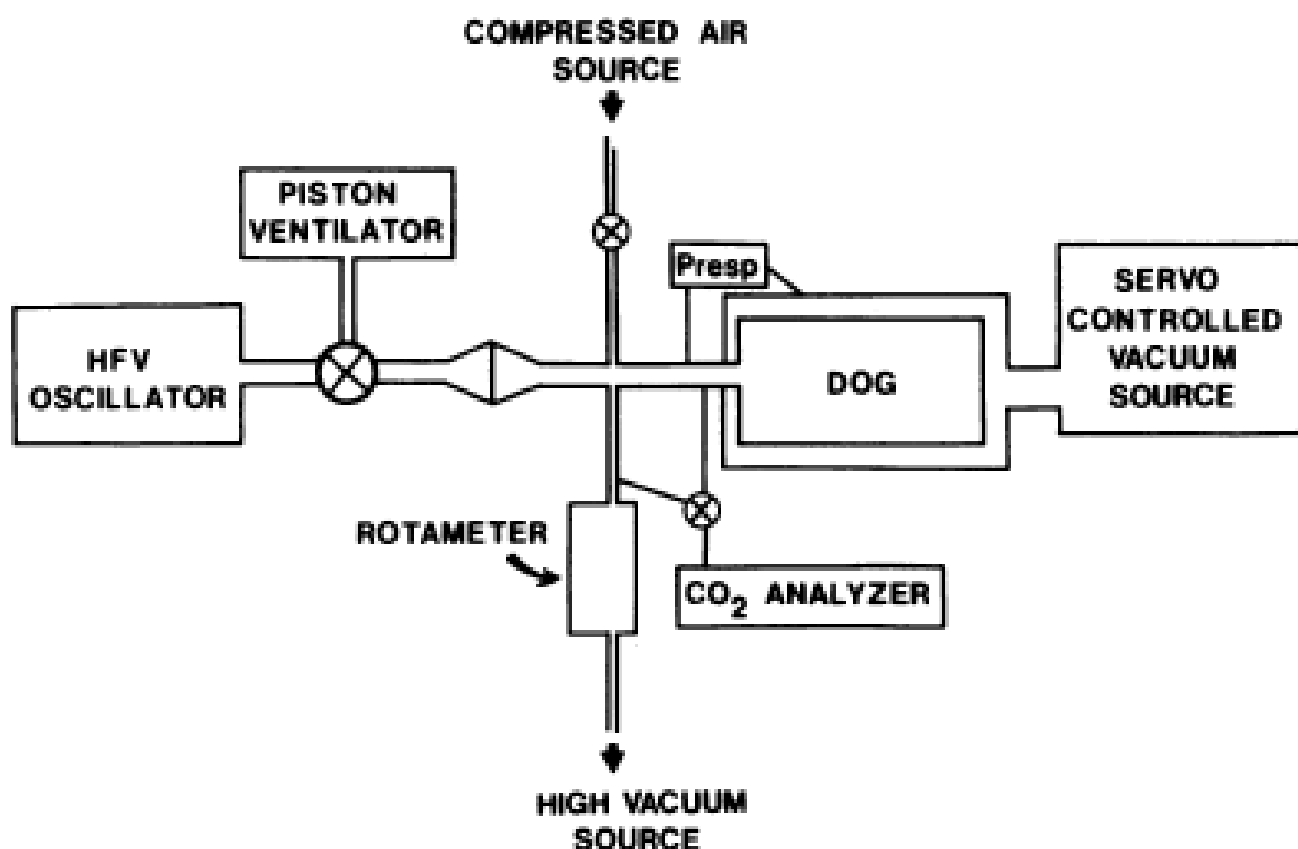 COMPRESSED AIR
SOURCE
PISTON
VENTILATOR
Presp
SERVO
CONTROLLED
VACUUM
SOURCE
HFV
OSCILLATOR
DOG
ROTAMETER
CO₂ ANALYZER
HIGH VACUUM
SOURCE